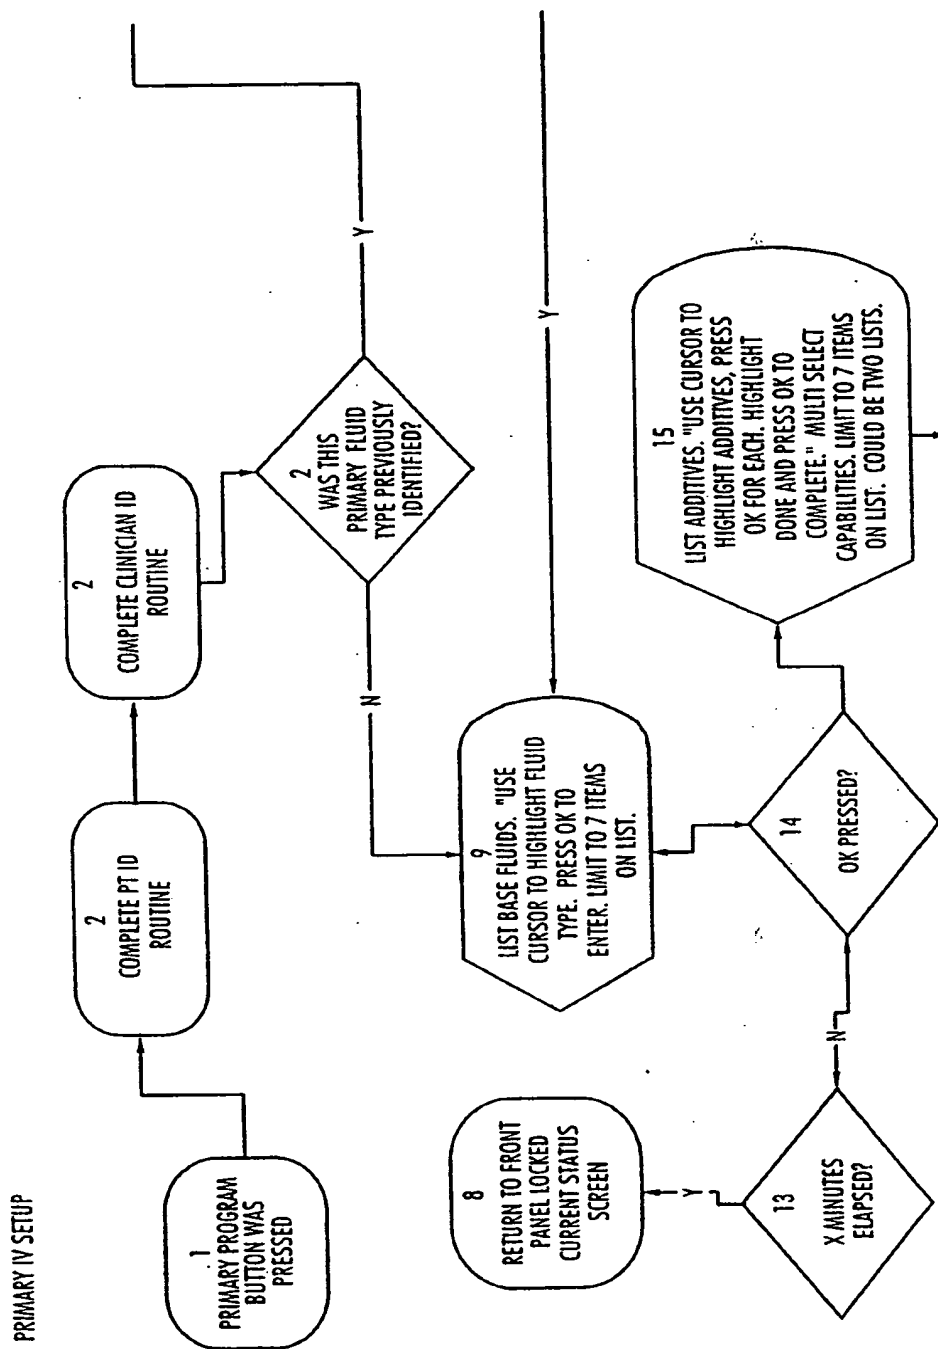 PRIMARY IV SETUP
1
PRIMARY PROGRAM
BUTTON WAS
PRESSED
2
COMPLETE PT ID
ROUTINE
2
COMPLETE CLINICIAN ID
ROUTINE
2
WAS THIS
PRIMARY FLUID
TYPE PREVIOUSLY
IDENTIFIED?
Y
N
Y
9
LIST BASE FLUIDS. "USE
CURSOR TO HIGHLIGHT FLUID
TYPE. PRESS OK TO
ENTER. LIMIT TO 7 ITEMS
ON LIST.
8
RETURN TO FRONT
PANEL LOCKED
CURRENT STATUS
SCREEN
Y
13
X MINUTES
ELAPSED?
N
14
OK PRESSED?
15
LIST ADDITIVES. "USE CURSOR TO
HIGHLIGHT ADDITIVES, PRESS
OK FOR EACH. HIGHLIGHT
DONE AND PRESS OK TO
COMPLETE." MULTI SELECT
CAPABILITIES. LIMIT TO 7 ITEMS
ON LIST. COULD BE TWO LISTS.